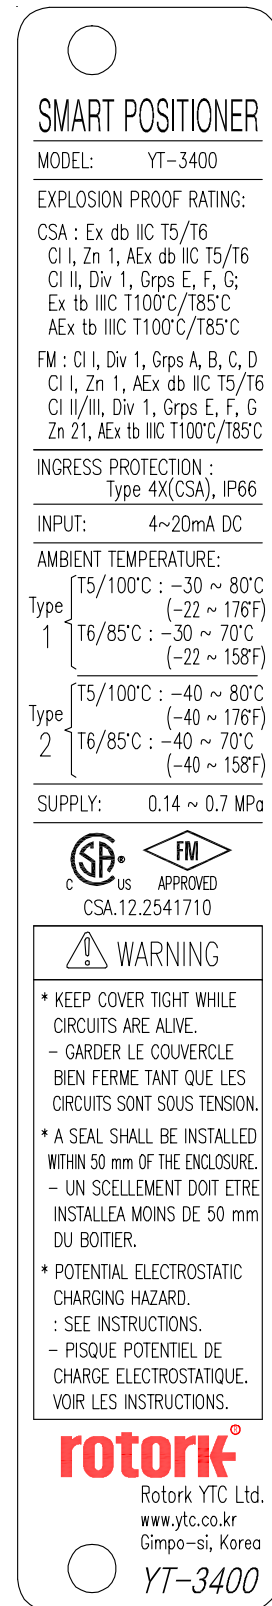 SMART POSITIONER
MODEL: YT-3400
EXPLOSION PROOF RATING:
CSA : Ex db IIC T5/T6
Cl I, Zn 1, AEx db IIC T5/T6
Cl II, Div 1, Grps E, F, G;
Ex tb IIIC T100°C/T85°C
AEx tb IIIC T100°C/T85°C
FM : Cl I, Div 1, Grps A, B, C, D
Cl I, Zn 1, AEx db IIC T5/T6
Cl II/III, Div 1, Grps E, F, G
Zn 21, AEx tb IIIC T100°C/T85°C
INGRESS PROTECTION :
Type 4X(CSA), IP66
INPUT: 4~20mA DC
AMBIENT TEMPERATURE:
Type 1
T5/100°C : -30 ~ 80°C
(-22 ~ 176°F)
T6/85°C : -30 ~ 70°C
(-22 ~ 158°F)
Type 2
T5/100°C : -40 ~ 80°C
(-40 ~ 176°F)
T6/85°C : -40 ~ 70°C
(-40 ~ 158°F)
SUPPLY: 0.14 ~ 0.7 MPa
C SA ® US
FM
APPROVED
CSA.12.2541710
! WARNING
* KEEP COVER TIGHT WHILE
CIRCUITS ARE ALIVE.
- GARDER LE COUVERCLE
BIEN FERME TANT QUE LES
CIRCUITS SONT SOUS TENSION.
* A SEAL SHALL BE INSTALLED
WITHIN 50 mm OF THE ENCLOSURE.
- UN SCELLEMENT DOIT ETRE
INSTALLEA MOINS DE 50 mm
DU BOITIER.
* POTENTIAL ELECTROSTATIC
CHARGING HAZARD.
: SEE INSTRUCTIONS.
- PISQUE POTENTIEL DE
CHARGE ELECTROSTATIQUE.
VOIR LES INSTRUCTIONS.
rotork®
Rotork YTC Ltd.
www.ytc.co.kr
Gimpo-si, Korea
YT-3400